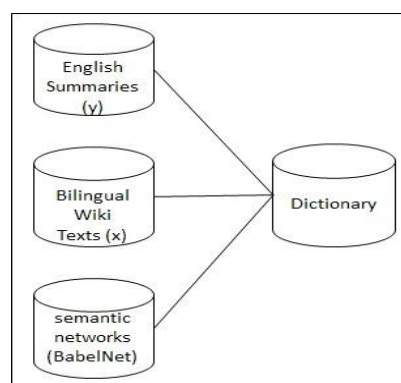 English
Summaries
(y)
Bilingual
Wiki
Texts (x)
Dictionary
semantic
networks
(BabelNet)